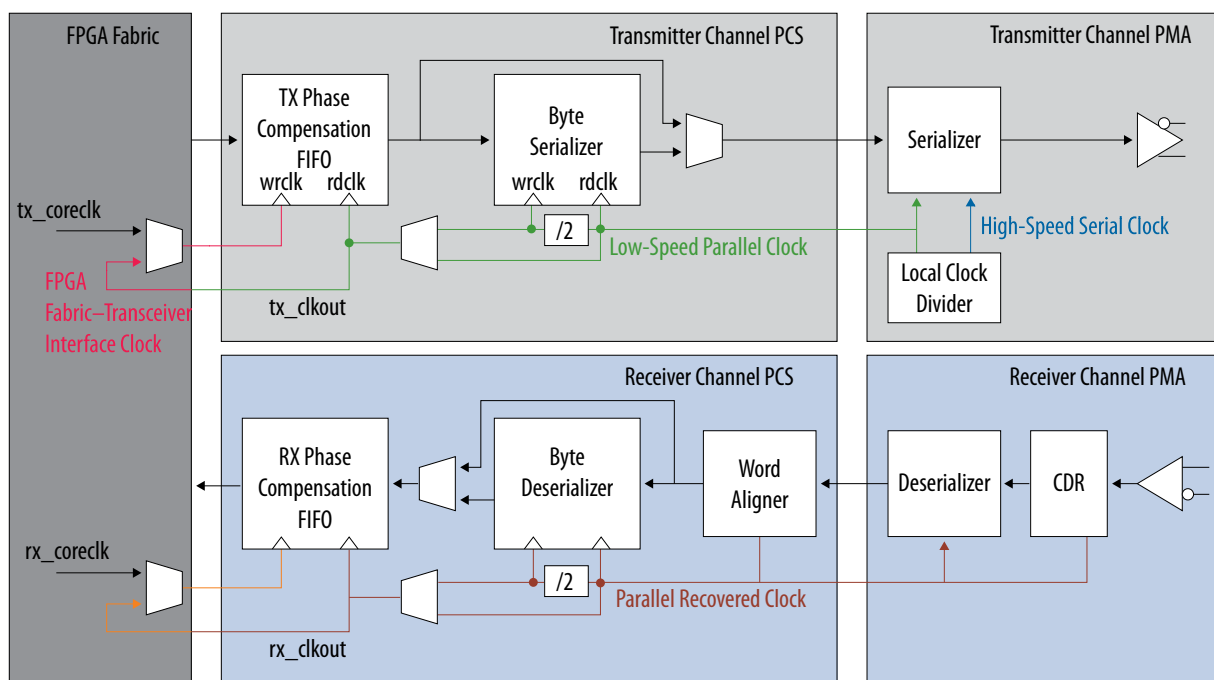 FPGA Fabric
Transmitter Channel PCS
Transmitter Channel PMA
TX Phase
Compensation
FIFO
wrclk rdclk
Byte
Serializer
wrclk rdclk
Serializer
tx_coreclk
/2
Low-Speed Parallel Clock
High-Speed Serial Clock
Local Clock
Divider
FPGA
Fabric–Transceiver
Interface Clock
tx_clkout
Receiver Channel PCS
Receiver Channel PMA
RX Phase
Compensation
FIFO
Byte
Deserializer
Word
Aligner
Deserializer
CDR
rx_coreclk
/2
Parallel Recovered Clock
rx_clkout